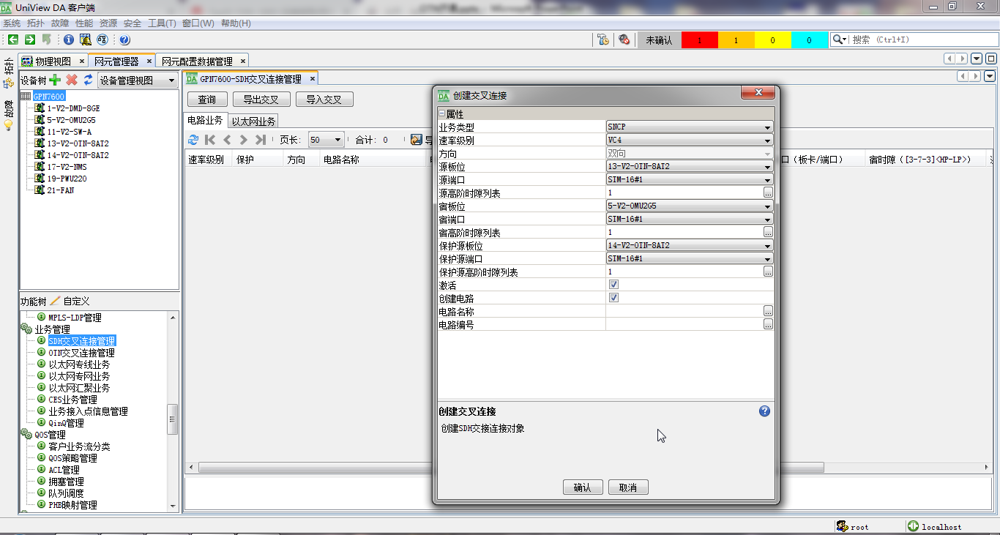 DA UniView DA 客户端
系统 拓扑 故障 性能 资源 安全 工具(T) 窗口(W) 帮助(H)
未确认 1 1 0 0 搜索 (Ctrl+I)
拓扑
故障
物理视图 × 网元管理器 × 网元配置数据管理 ×
设备树 设备管理视图
GPN7600
1-V2-DMD-8GE
5-V2-OMU2G5
11-V2-SW-A
13-V2-OTN-8AT2
14-V2-OTN-8AT2
17-V2-NMS
19-PWU220
21-FAN
功能树 自定义
MPLS-LDP管理
业务管理
SDH交叉连接管理
OTN交叉连接管理
以太网专线业务
以太网专网业务
以太网汇聚业务
CES业务管理
业务接入点信息管理
QinQ管理
QOS管理
客户业务流分类
QOS策略管理
ACL管理
拥塞管理
队列调度
PHB映射管理
DA GPN7600-SDH交叉连接管理 ×
查询 导出交叉 导入交叉
电路业务 以太网业务
页长: 50 合计: 0 导
速率级别 保护 方向 电路名称 口（板卡/端口） 宿时隙（[3-7-3]<HP-LP>）
DA 创建交叉连接
属性
业务类型 SNCP
速率级别 VC4
方向 双向
源板位 13-V2-OTN-8AT2
源端口 STM-16#1
源高阶时隙列表 1 ...
宿板位 5-V2-OMU2G5
宿端口 STM-16#1
宿高阶时隙列表 1 ...
保护源板位 14-V2-OTN-8AT2
保护源端口 STM-16#1
保护源高阶时隙列表 1 ...
激活
创建电路
电路名称 ...
电路编号 ...
创建交叉连接
创建SDH交接连接对象
确认 取消
root localhost